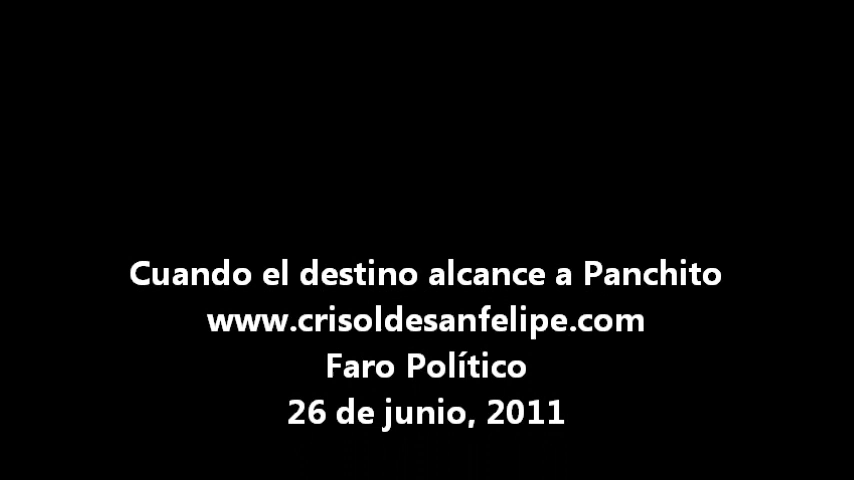 Cuando el destino alcance a Panchito
www.crisoldesanfelipe.com
Faro Político
26 de junio, 2011